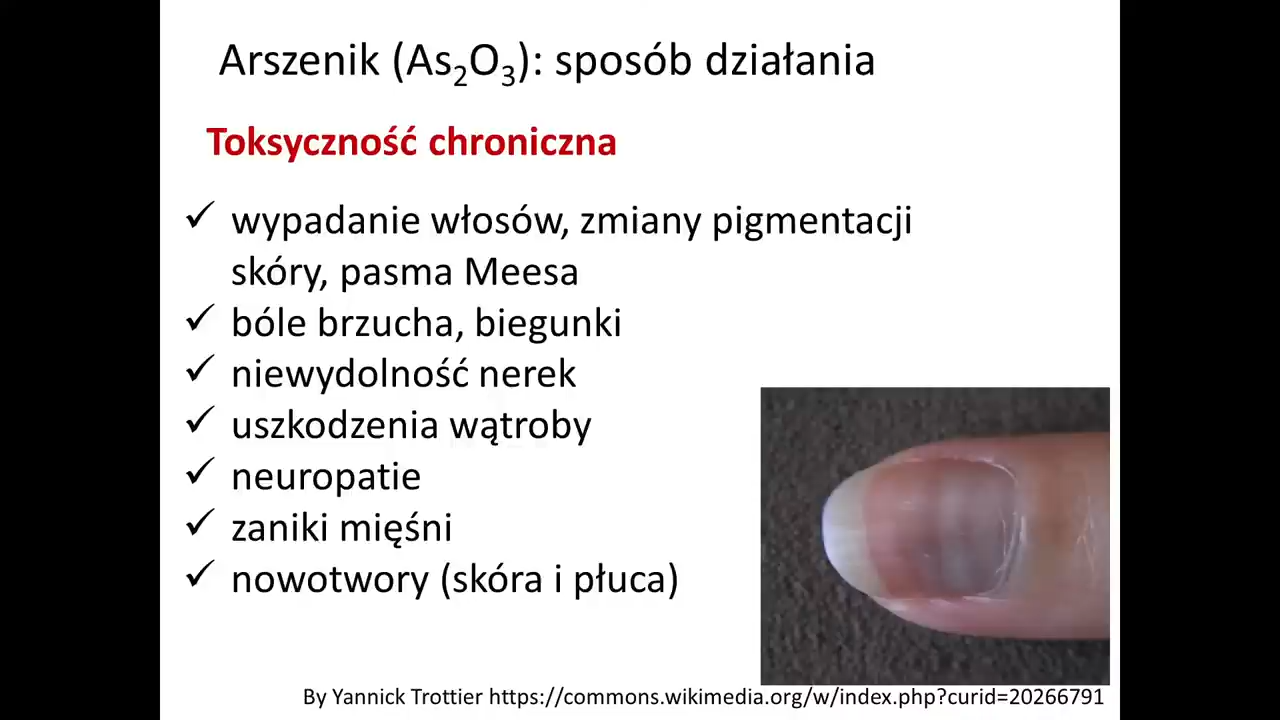 Arszenik (As₂O₃): sposób działania
Toksyczność chroniczna
✓ wypadanie włosów, zmiany pigmentacji
skóry, pasma Meesa
✓ bóle brzucha, biegunki
✓ niewydolność nerek
✓ uszkodzenia wątroby
✓ neuropatie
✓ zaniki mięśni
✓ nowotwory (skóra i płuca)
By Yannick Trottier https://commons.wikimedia.org/w/index.php?curid=20266791